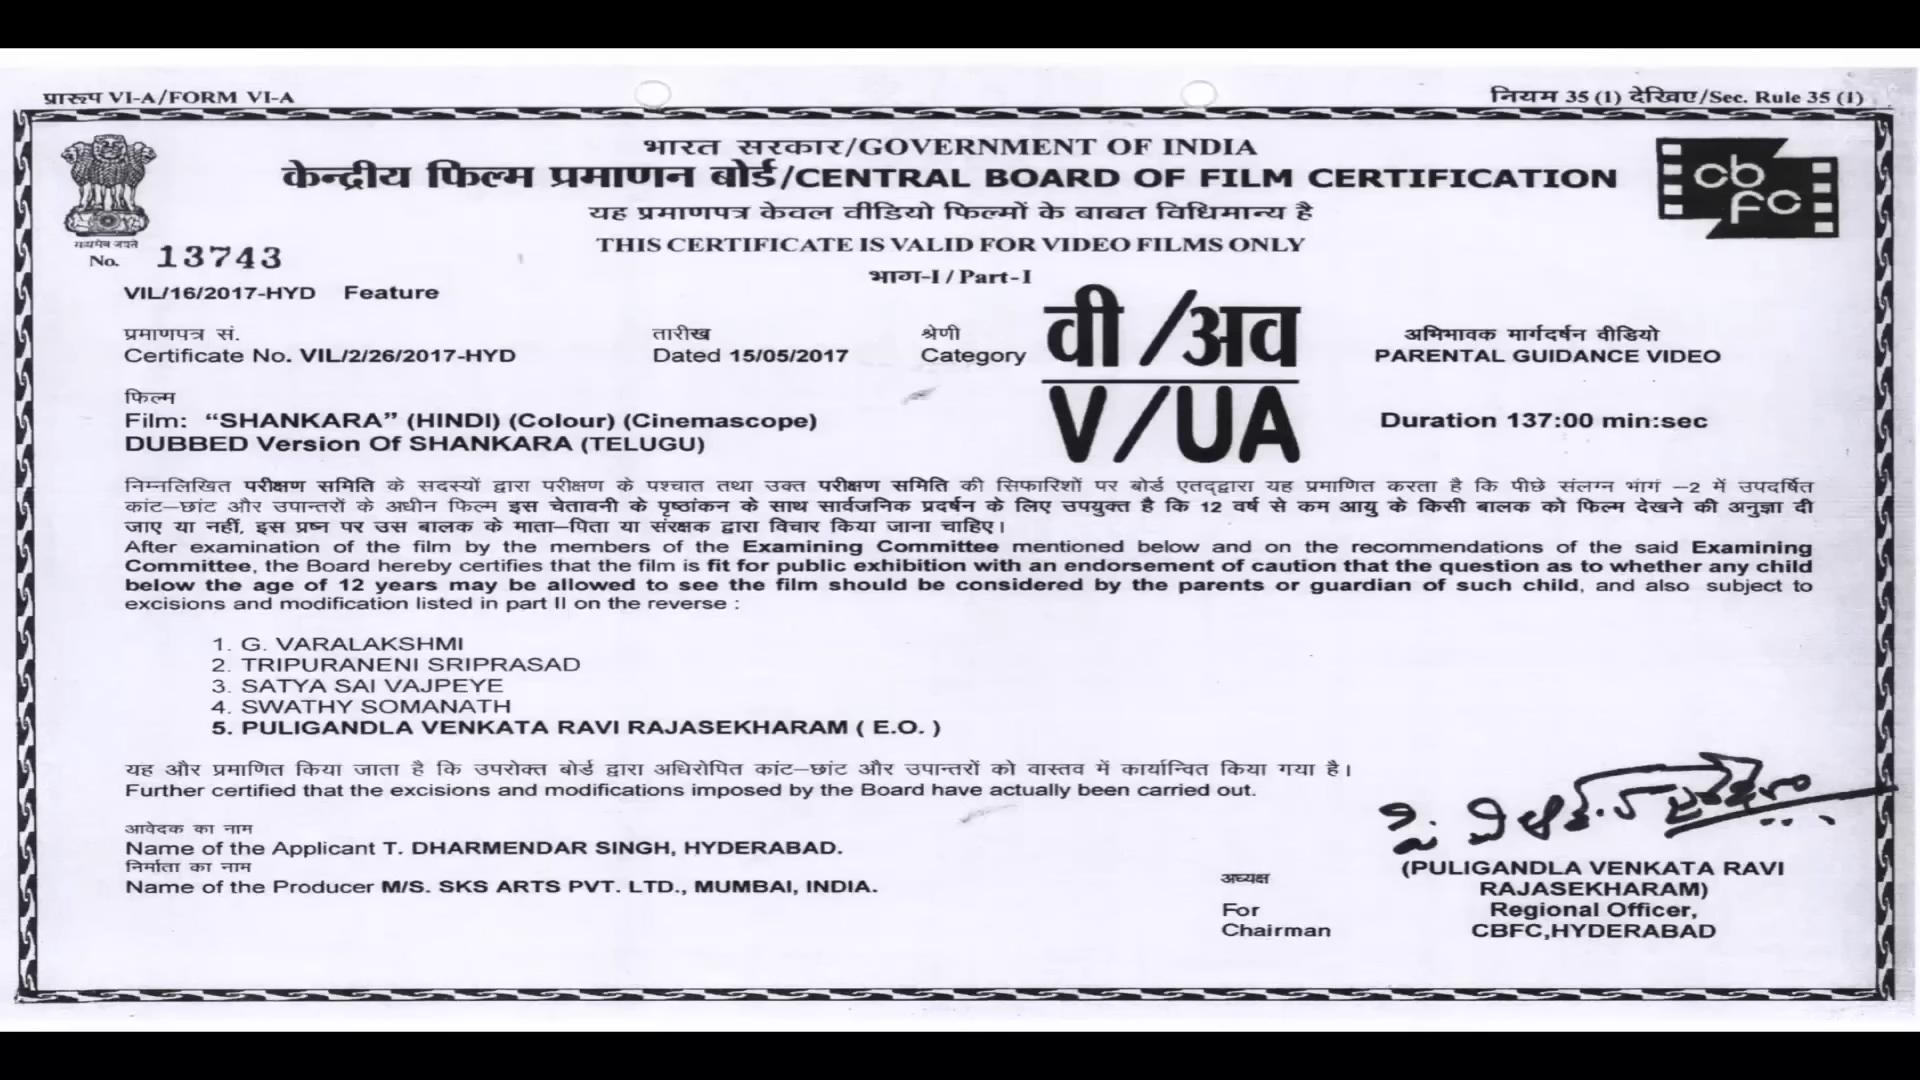 प्रारूप VI-A/FORM VI-A
नियम 35 (1) देखिए/Sec. Rule 35 (1)
भारत सरकार/GOVERNMENT OF INDIA
केन्द्रीय फिल्म प्रमाणन बोर्ड/CENTRAL BOARD OF FILM CERTIFICATION
cb
fc
यह प्रमाणपत्र केवल वीडियो फिल्मों के बाबत विधिमान्य है
सत्यमेव जयते
THIS CERTIFICATE IS VALID FOR VIDEO FILMS ONLY
No. 13743
भाग-I / Part-I
VIL/16/2017-HYD Feature
प्रमाणपत्र सं.
Certificate No. VIL/2/26/2017-HYD
तारीख
Dated 15/05/2017
श्रेणी
Category
वी/अव
V/UA
अभिभावक मार्गदर्षन वीडियो
PARENTAL GUIDANCE VIDEO
फिल्म
Film: “SHANKARA” (HINDI) (Colour) (Cinemascope)
DUBBED Version Of SHANKARA (TELUGU)
Duration 137:00 min:sec
निम्नलिखित परीक्षण समिति के सदस्यों द्वारा परीक्षण के पश्चात तथा उक्त परीक्षण समिति की सिफारिशों पर बोर्ड एतद्द्वारा यह प्रमाणित करता है कि पीछे संलग्न भाग –2 में उपदर्षित
कांट–छांट और उपान्तरों के अधीन फिल्म इस चेतावनी के पृष्ठांकन के साथ सार्वजनिक प्रदर्षन के लिए उपयुक्त है कि 12 वर्ष से कम आयु के किसी बालक को फिल्म देखने की अनुज्ञा दी
जाए या नहीं, इस प्रष्न पर उस बालक के माता–पिता या संरक्षक द्वारा विचार किया जाना चाहिए।
After examination of the film by the members of the Examining Committee mentioned below and on the recommendations of the said Examining
Committee, the Board hereby certifies that the film is fit for public exhibition with an endorsement of caution that the question as to whether any child
below the age of 12 years may be allowed to see the film should be considered by the parents or guardian of such child, and also subject to
excisions and modification listed in part II on the reverse :
1. G. VARALAKSHMI
2. TRIPURANENI SRIPRASAD
3. SATYA SAI VAJPEYE
4. SWATHY SOMANATH
5. PULIGANDLA VENKATA RAVI RAJASEKHARAM ( E.O. )
यह और प्रमाणित किया जाता है कि उपरोक्त बोर्ड द्वारा अधिरोपित कांट–छांट और उपान्तरों को वास्तव में कार्यान्वित किया गया है।
Further certified that the excisions and modifications imposed by the Board have actually been carried out.
आवेदक का नाम
Name of the Applicant T. DHARMENDAR SINGH, HYDERABAD.
निर्माता का नाम
Name of the Producer M/S. SKS ARTS PVT. LTD., MUMBAI, INDIA.
अध्यक्ष
For
Chairman
(PULIGANDLA VENKATA RAVI
RAJASEKHARAM)
Regional Officer,
CBFC,HYDERABAD